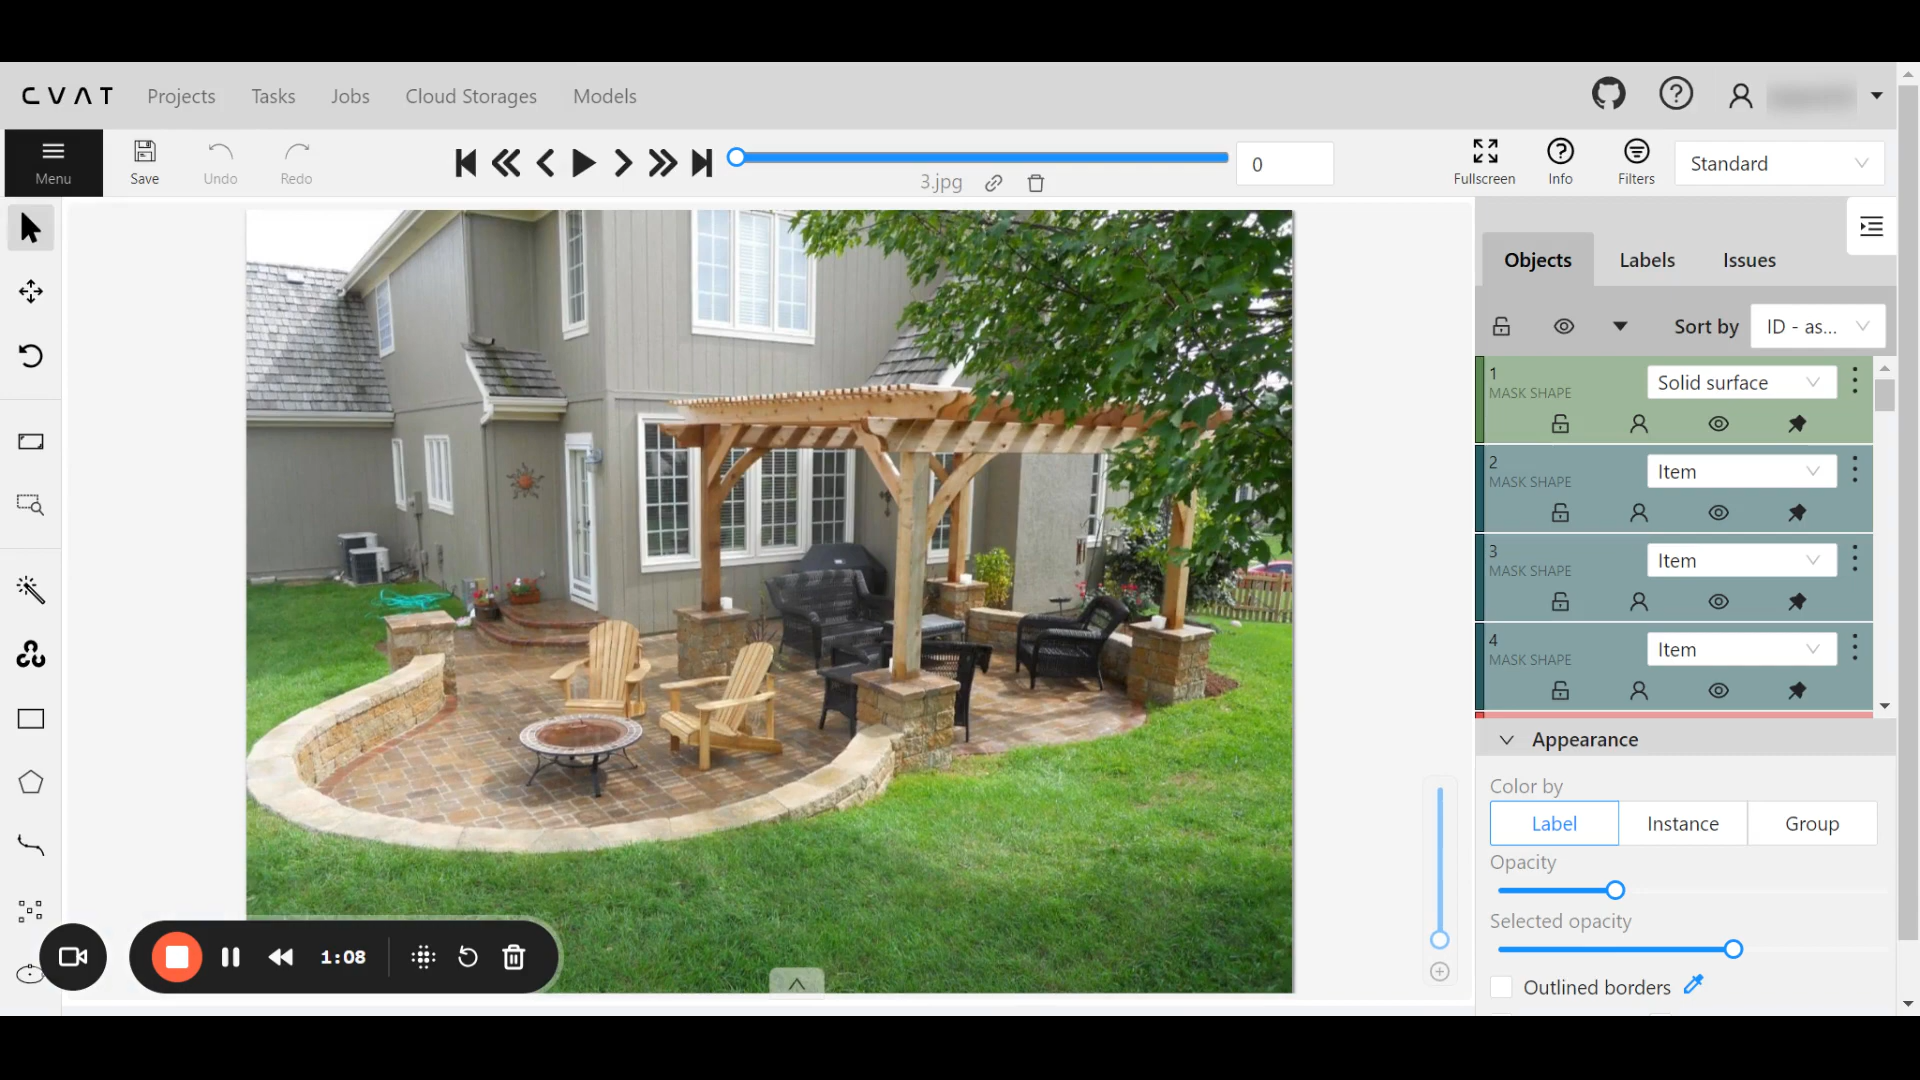 CVAT Projects Tasks Jobs Cloud Storages Models
Menu Save Undo Redo 0 Fullscreen Info Filters Standard
3.jpg
Objects Labels Issues
Sort by ID - as...
1 Solid surface
MASK SHAPE
2 Item
MASK SHAPE
3 Item
MASK SHAPE
4 Item
MASK SHAPE
Appearance
Color by
Label Instance Group
Opacity
Selected opacity
Outlined borders
1:08